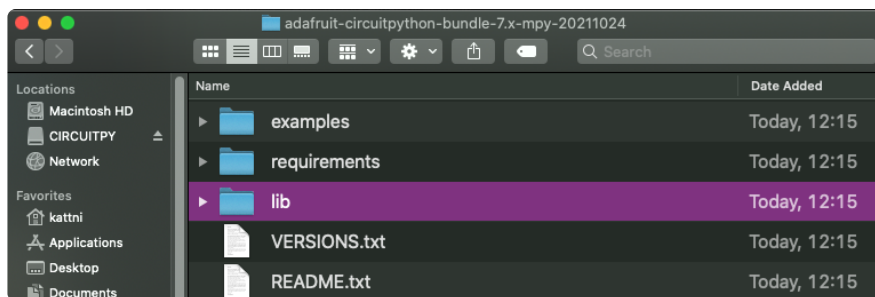 adafruit-circuitpython-bundle-7.x-mpy-20211024
Search
Locations
Macintosh HD
CIRCUITPY
Network
Favorites
kattni
Applications
Desktop
Documents
Name Date Added
examples Today, 12:15
requirements Today, 12:15
lib Today, 12:15
VERSIONS.txt Today, 12:15
README.txt Today, 12:15